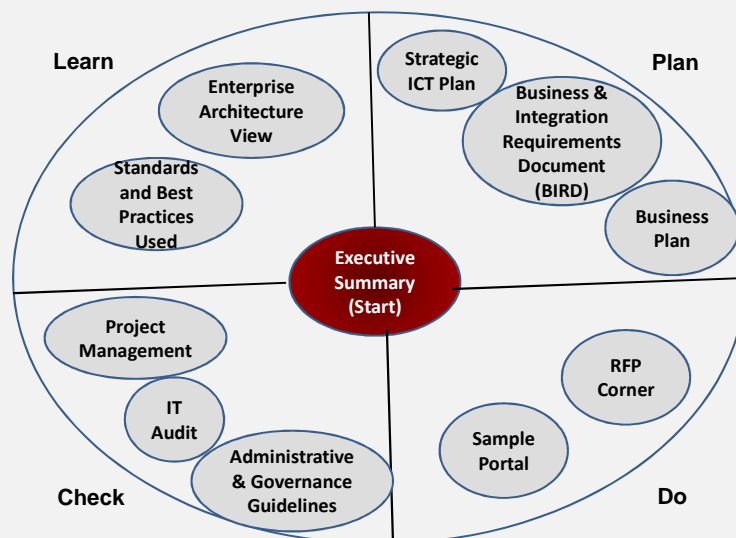 Learn
Enterprise
Architecture
View
Standards
and Best
Practices
Used
Plan
Strategic
ICT Plan
Business &
Integration
Requirements
Document
(BIRD)
Business
Plan
Executive
Summary
(Start)
Project
Management
IT
Audit
Administrative
& Governance
Guidelines
Check
RFP
Corner
Sample
Portal
Do